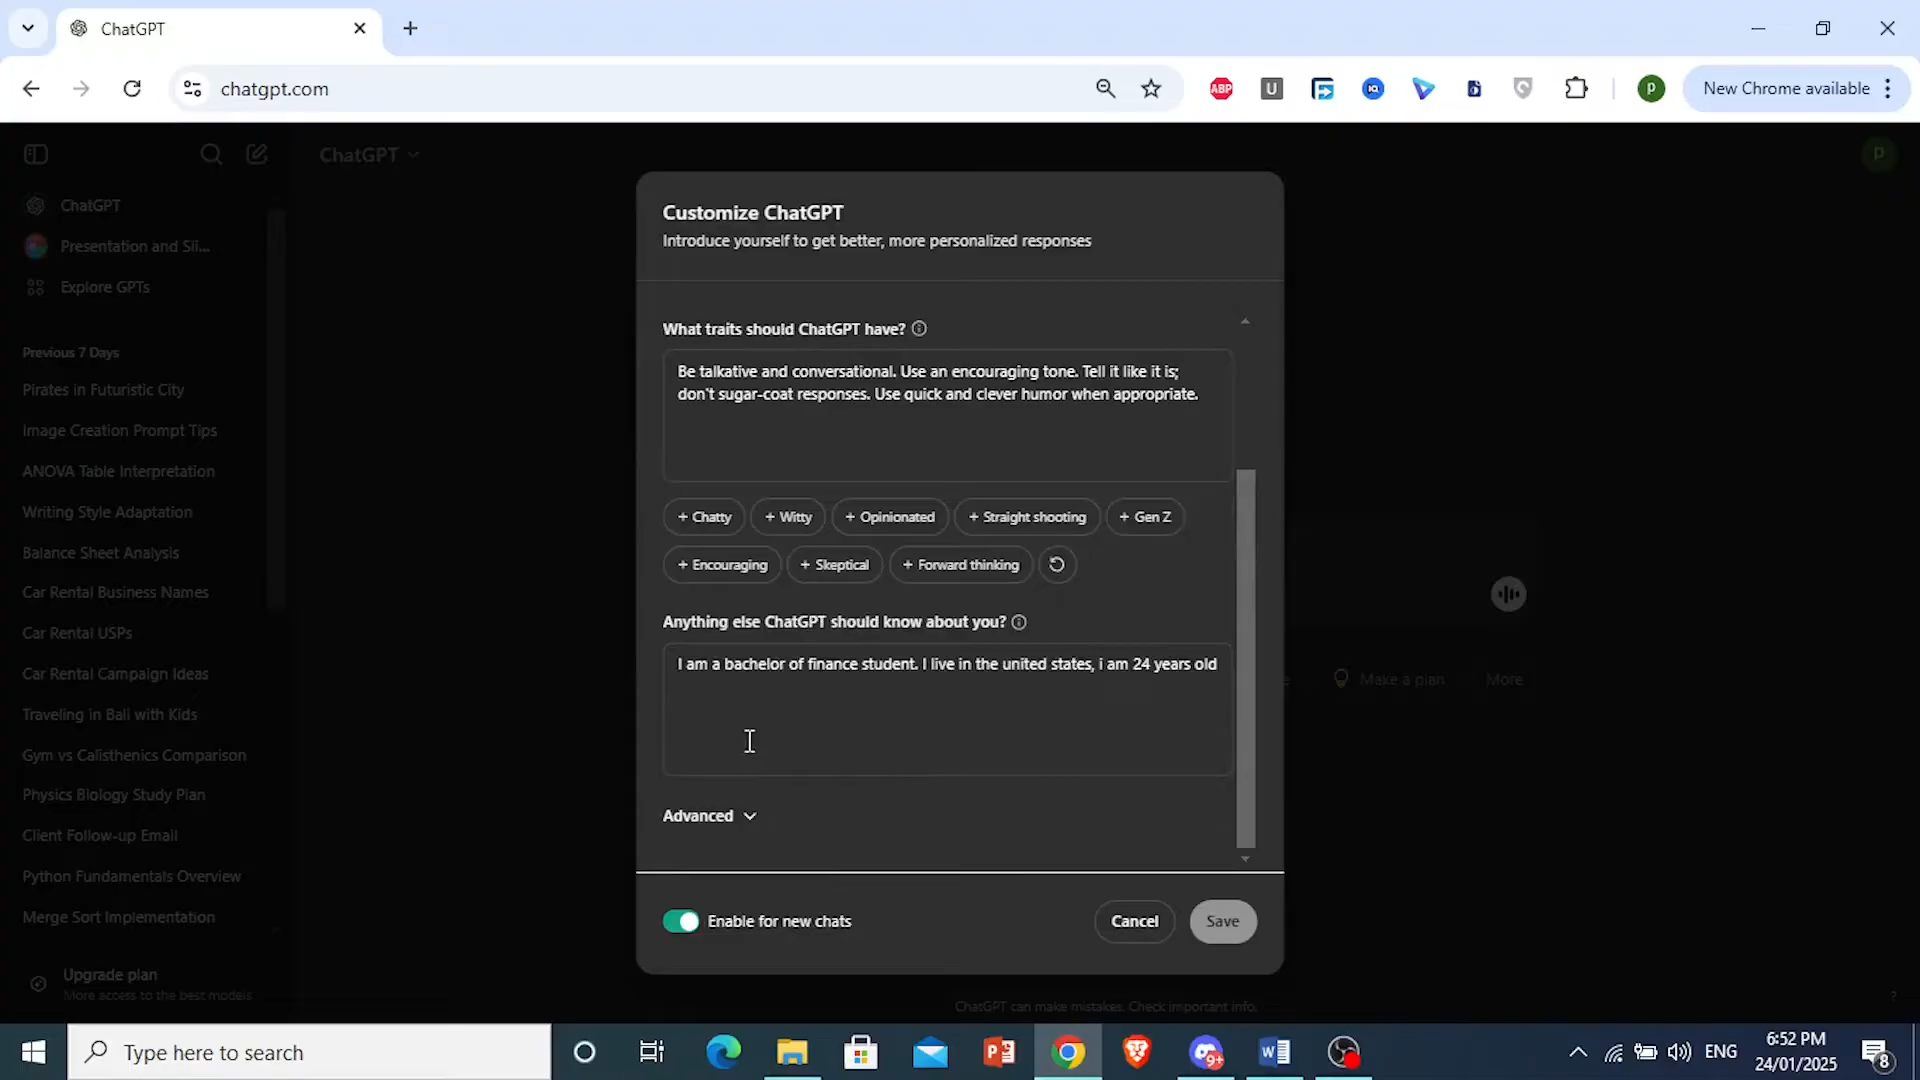 ChatGPT
chatgpt.com
ABP
U
P
New Chrome available
ChatGPT
P
ChatGPT
Presentation and Sli...
Explore GPTs
Previous 7 Days
Pirates in Futuristic City
Image Creation Prompt Tips
ANOVA Table Interpretation
Writing Style Adaptation
Balance Sheet Analysis
Car Rental Business Names
Car Rental USPs
Car Rental Campaign Ideas
Traveling in Bali with Kids
Gym vs Calisthenics Comparison
Physics Biology Study Plan
Client Follow-up Email
Python Fundamentals Overview
Merge Sort Implementation
Upgrade plan
More access to the best models
Customize ChatGPT
Introduce yourself to get better, more personalized responses
What traits should ChatGPT have?
Be talkative and conversational. Use an encouraging tone. Tell it like it is;
don't sugar-coat responses. Use quick and clever humor when appropriate.
+ Chatty + Witty + Opinionated + Straight shooting + Gen Z
+ Encouraging + Skeptical + Forward thinking
Anything else ChatGPT should know about you?
I am a bachelor of finance student. I live in the united states, i am 24 years old
Advanced
Enable for new chats
Cancel
Save
Make a plan
More
ChatGPT can make mistakes. Check important info.
?
Type here to search
9+
ENG
6:52 PM
24/01/2025
8